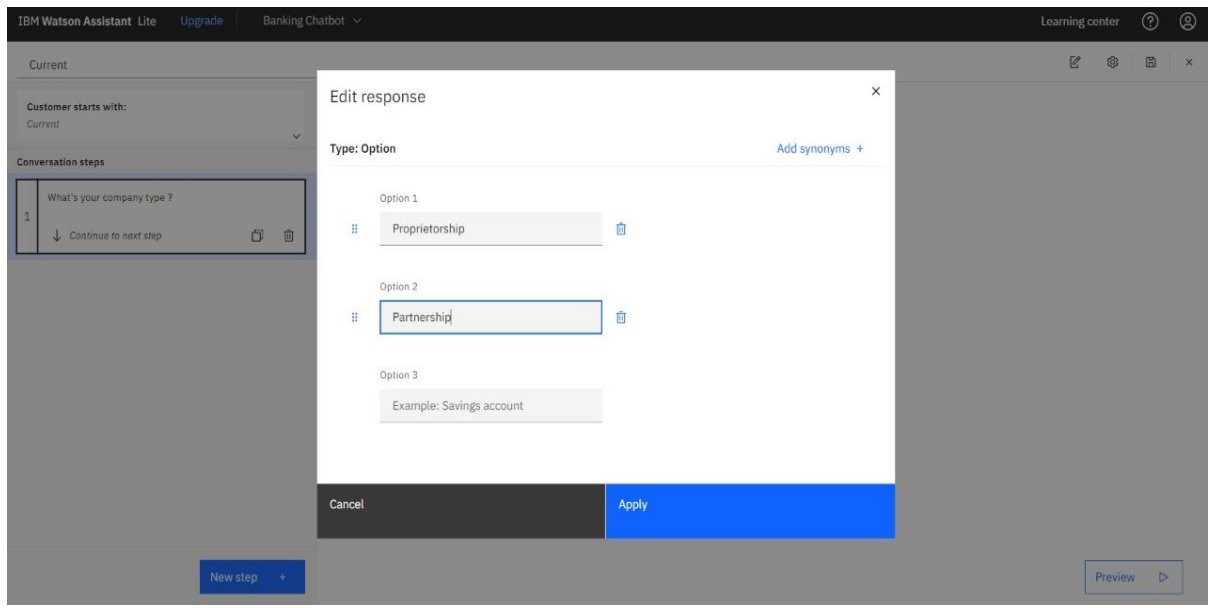 IBM Watson Assistant Lite Upgrade Banking Chatbot Learning center
Current
Customer starts with:
Current
Conversation steps
1
What's your company type ?
Continue to next step
New step +
Edit response
Type: Option Add synonyms +
Option 1
Proprietorship
Option 2
Partnership
Option 3
Example: Savings account
Cancel Apply
Preview